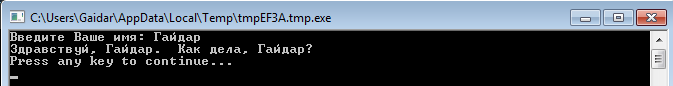 C:\Users\Gaidar\AppData\Local\Temp\tmpEF3A.tmp.exe
Введите Ваше имя: Гайдар
Здравствуй, Гайдар.  Как дела, Гайдар?
Press any key to continue...